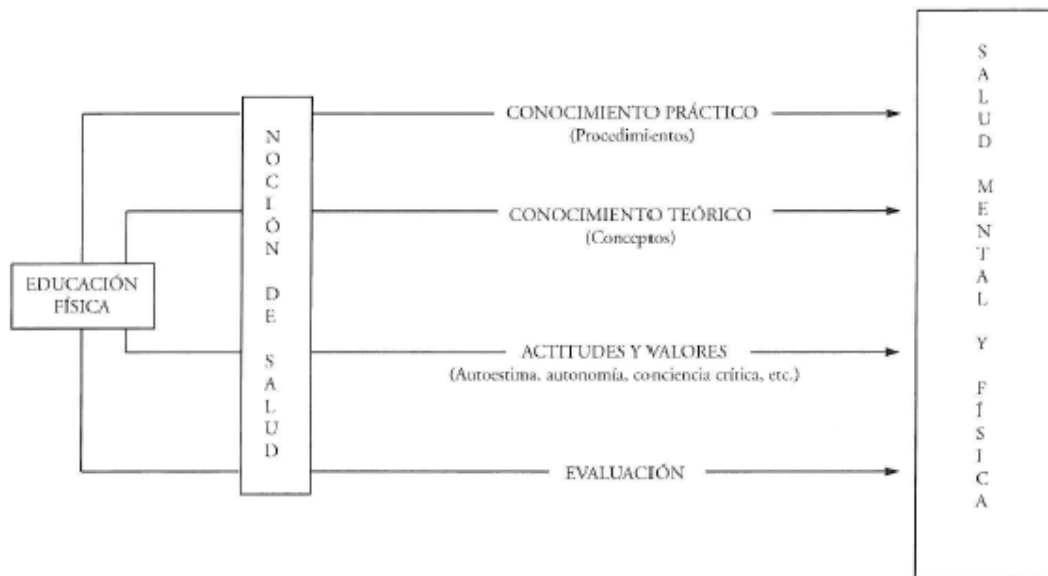 EDUCACIÓN
FÍSICA
NOCIÓN DE SALUD
CONOCIMIENTO PRÁCTICO
(Procedimientos)
CONOCIMIENTO TEÓRICO
(Conceptos)
ACTITUDES Y VALORES
(Autoestima, autonomía, conciencia crítica, etc.)
EVALUACIÓN
SALUD MENTAL Y FÍSICA